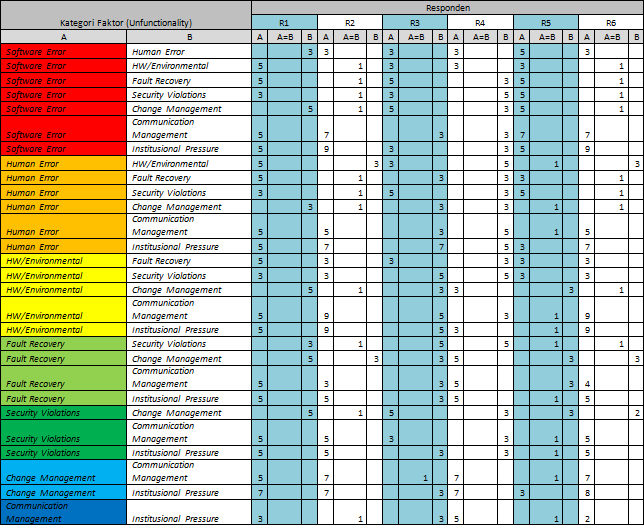 Responden
Kategori Faktor (Unfunctionality) R1 R2 R3 R4 R5 R6
A B A A=B B A A=B B A A=B B A A=B B A A=B B A A=B B
Software Error Human Error 3 3 3 3 5 3
Software Error HW/Environmental 5 1 3 3 3 1
Software Error Fault Recovery 5 1 5 3 5 1
Software Error Security Violations 3 1 3 5 5 1
Software Error Change Management 5 1 5 3 5 1
Communication
Software Error Management 5 7 3 3 7 7
Software Error Institutional Pressure 5 9 3 5 5 9
Human Error HW/Environmental 5 3 3 5 1 3
Human Error Fault Recovery 5 1 3 3 3 1
Human Error Security Violations 3 1 5 3 5 1
Human Error Change Management 3 1 3 3 1 1
Communication
Human Error Management 5 5 3 5 1 5
Human Error Institutional Pressure 5 3 7 5 3 7
HW/Environmental Fault Recovery 5 3 3 3 3 3
HW/Environmental Security Violations 3 3 5 5 3 3
HW/Environmental Change Management 5 1 3 3 3 1
Communication
HW/Environmental Management 5 9 5 3 1 9
HW/Environmental Institutional Pressure 5 9 5 3 1 9
Fault Recovery Security Violations 3 1 5 5 1 1
Fault Recovery Change Management 5 3 3 5 3 3
Communication
Fault Recovery Management 5 3 3 5 3 4
Fault Recovery Institutional Pressure 5 5 3 5 1 5
Security Violations Change Management 5 1 5 3 3 2
Communication
Security Violations Management 5 5 3 3 1 5
Security Violations Institutional Pressure 5 5 3 3 1 5
Communication
Change Management Management 5 7 1 7 1 7
Change Management Institutional Pressure 7 7 3 7 3 8
Communication
Management Institutional Pressure 3 1 3 5 1 2